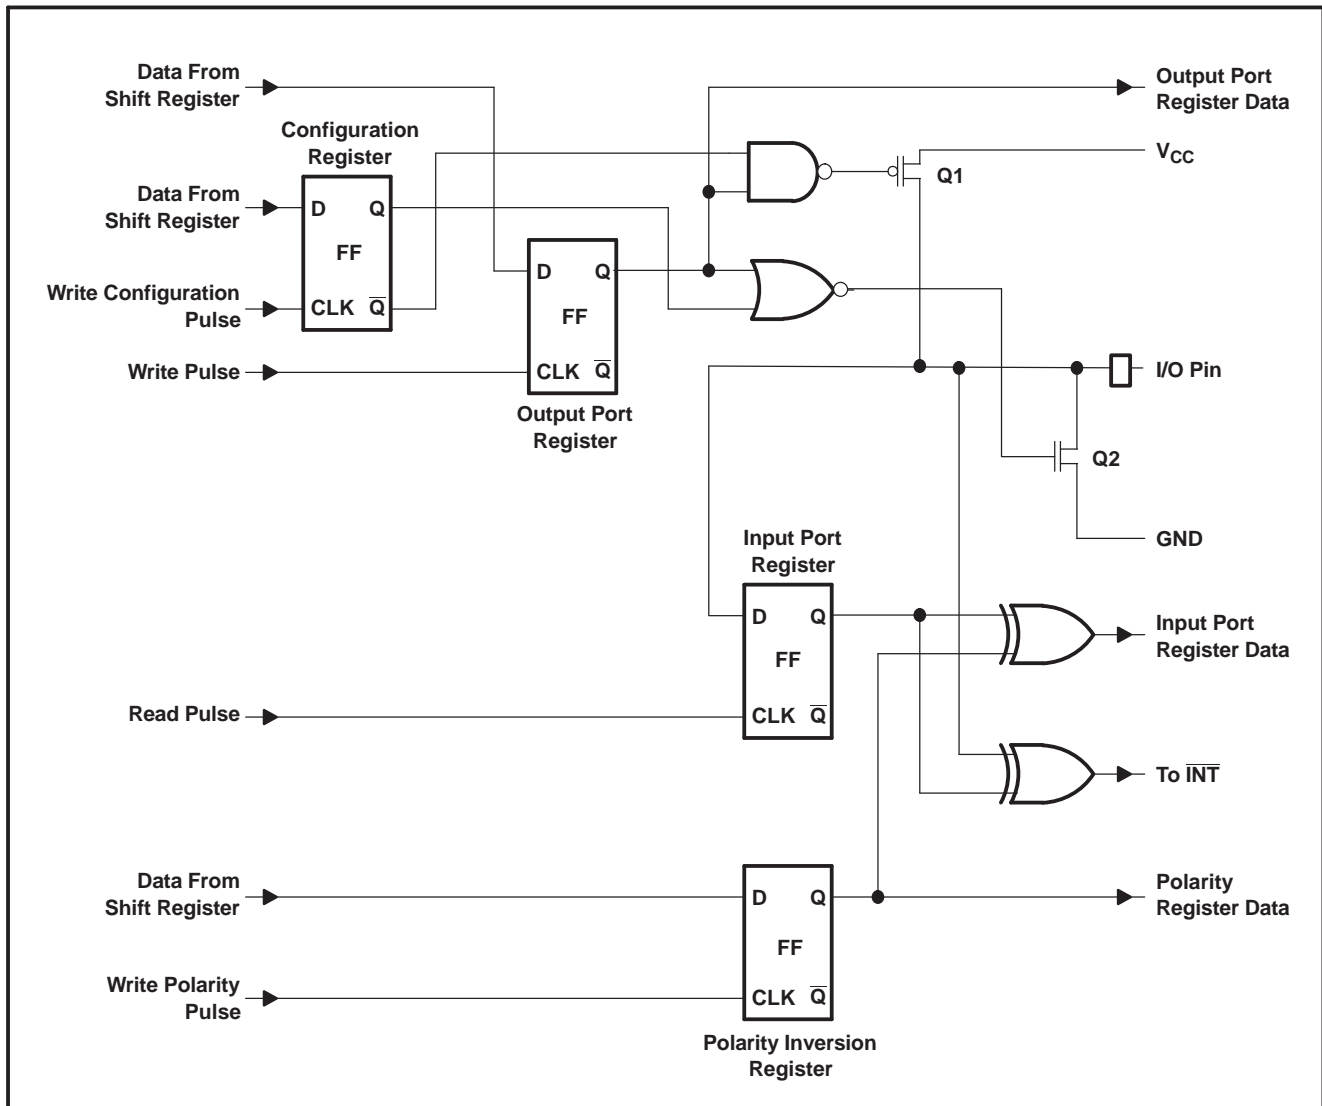 Data From
Shift Register
Output Port
Register Data
Configuration
Register
V_CC
Q1
Data From
Shift Register
D Q
FF
CLK Q̅
D Q
FF
CLK Q̅
Write Configuration
Pulse
Write Pulse
I/O Pin
Output Port
Register
Q2
GND
Input Port
Register
D Q
FF
CLK Q̅
Input Port
Register Data
Read Pulse
To I̅N̅T̅
Data From
Shift Register
D Q
FF
CLK Q̅
Polarity
Register Data
Write Polarity
Pulse
Polarity Inversion
Register